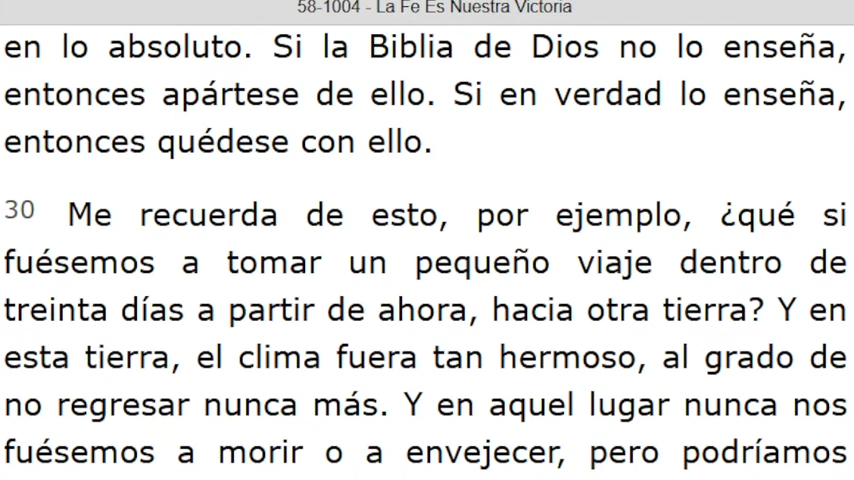 58-1004 - La Fe Es Nuestra Victoria
en lo absoluto. Si la Biblia de Dios no lo enseña,
entonces apártese de ello. Si en verdad lo enseña,
entonces quédese con ello.
30 Me recuerda de esto, por ejemplo, ¿qué si
fuésemos a tomar un pequeño viaje dentro de
treinta días a partir de ahora, hacia otra tierra? Y en
esta tierra, el clima fuera tan hermoso, al grado de
no regresar nunca más. Y en aquel lugar nunca nos
fuésemos a morir o a envejecer, pero podríamos